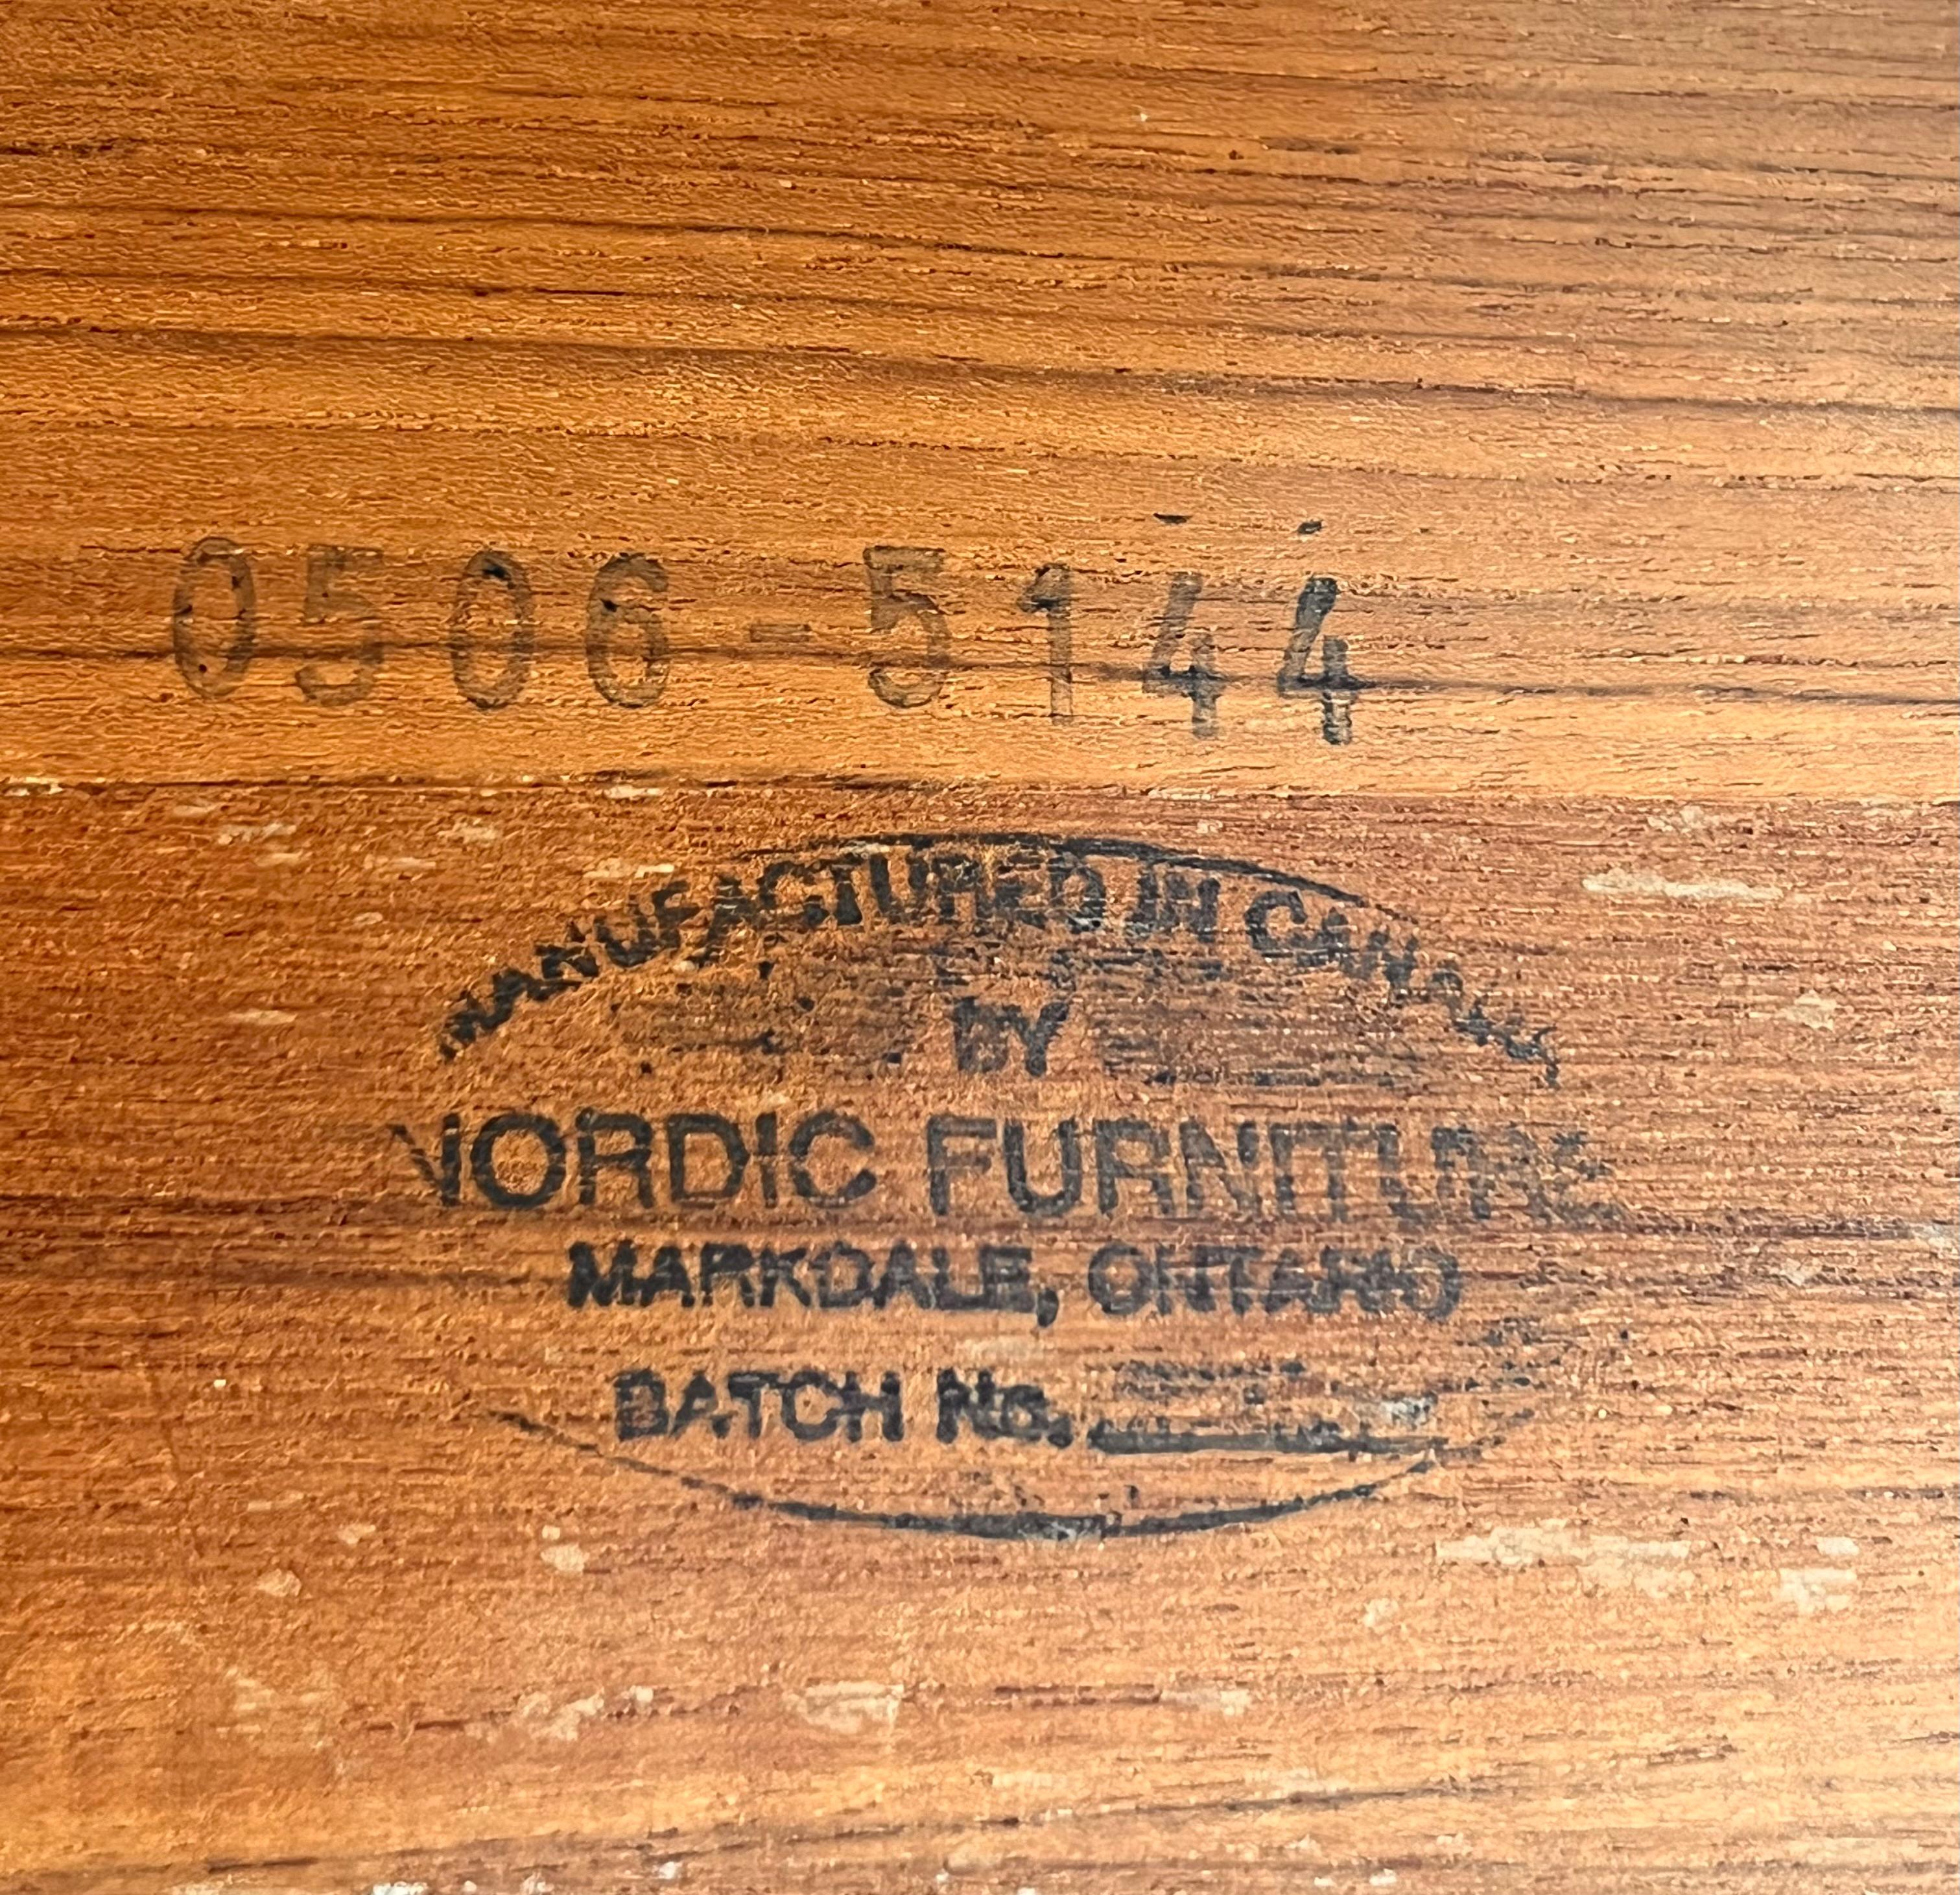 0506-5144
MANUFACTURED IN CANADA
BY
NORDIC FURNITURE
MARKDALE, ONTARIO
BATCH No.